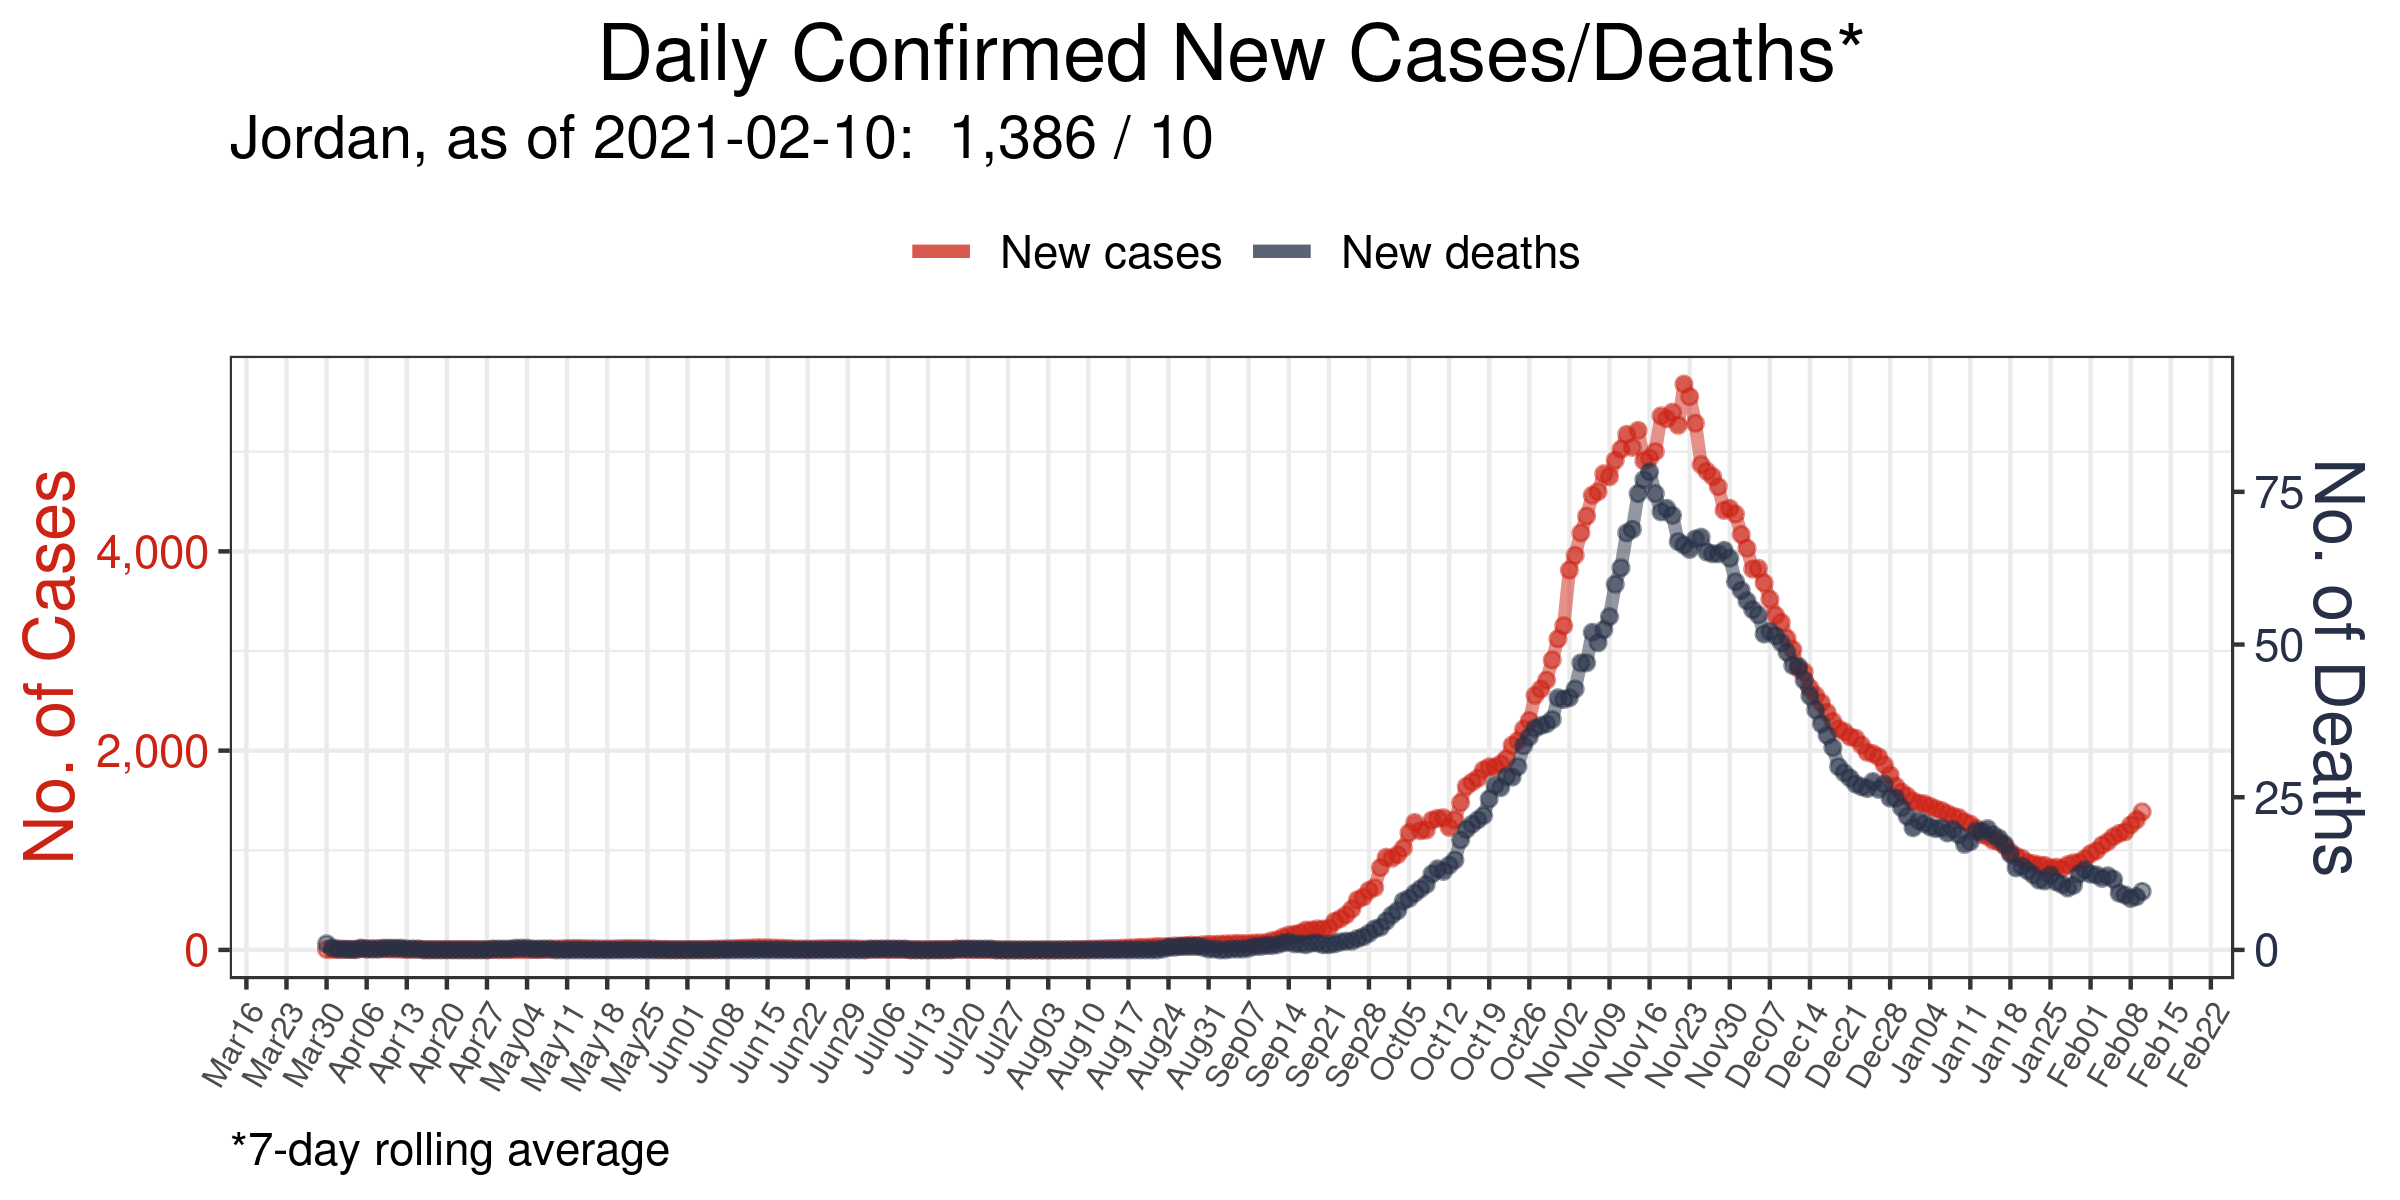 Daily Confirmed New Cases/Deaths*
Jordan, as of 2021-02-10:  1,386 / 10
New cases
New deaths
No. of Cases
4,000
2,000
0
75
50
25
0
No. of Deaths
Mar16
Mar23
Mar30
Apr06
Apr13
Apr20
Apr27
May04
May11
May18
May25
Jun01
Jun08
Jun15
Jun22
Jun29
Jul06
Jul13
Jul20
Jul27
Aug03
Aug10
Aug17
Aug24
Aug31
Sep07
Sep14
Sep21
Sep28
Oct05
Oct12
Oct19
Oct26
Nov02
Nov09
Nov16
Nov23
Nov30
Dec07
Dec14
Dec21
Dec28
Jan04
Jan11
Jan18
Jan25
Feb01
Feb08
Feb15
Feb22
*7-day rolling average